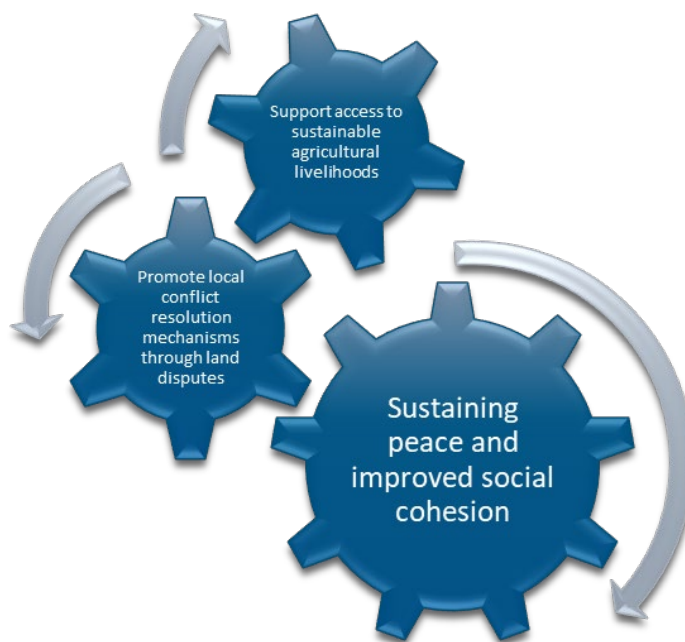 Support access to
sustainable
agricultural
livelihoods
Promote local
conflict
resolution
mechanisms
through land
disputes
Sustaining
peace and
improved social
cohesion